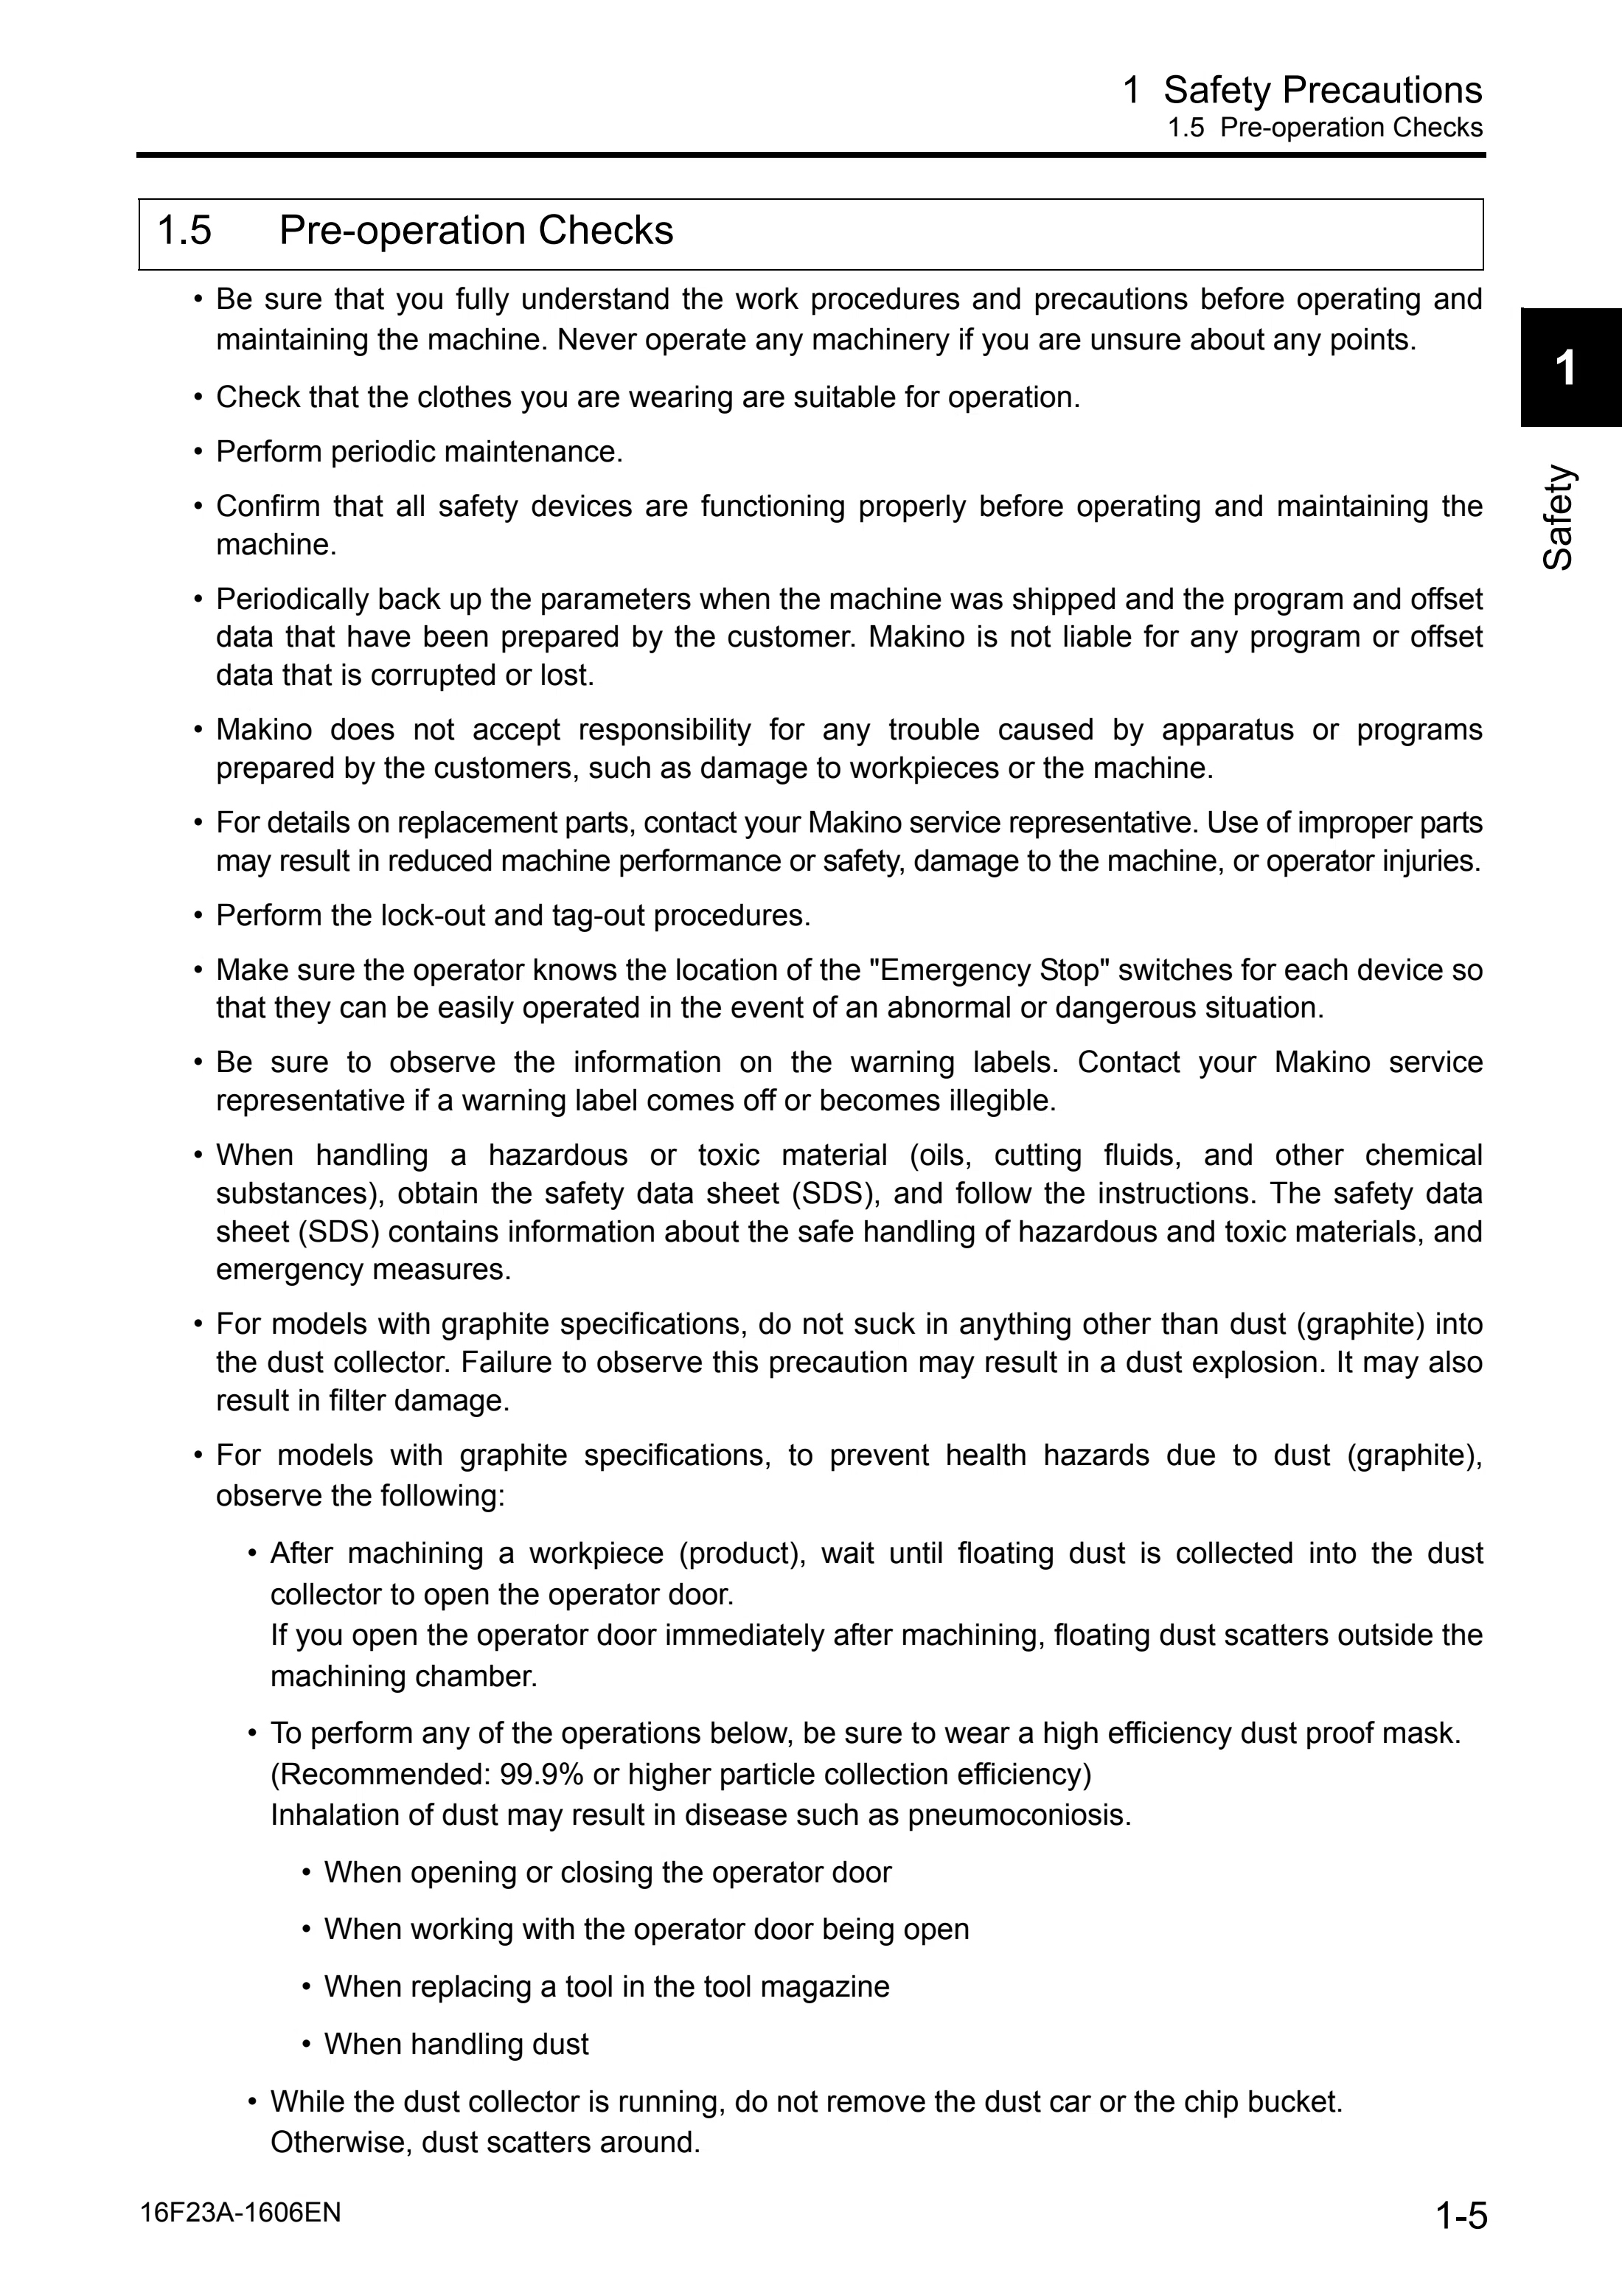 1 Safety Precautions
1.5 Pre-operation Checks
1.5 Pre-operation Checks
• Be sure that you fully understand the work procedures and precautions before operating and
maintaining the machine. Never operate any machinery if you are unsure about any points.
• Check that the clothes you are wearing are suitable for operation.
• Perform periodic maintenance.
• Confirm that all safety devices are functioning properly before operating and maintaining the
machine.
• Periodically back up the parameters when the machine was shipped and the program and offset
data that have been prepared by the customer. Makino is not liable for any program or offset
data that is corrupted or lost.
• Makino does not accept responsibility for any trouble caused by apparatus or programs
prepared by the customers, such as damage to workpieces or the machine.
• For details on replacement parts, contact your Makino service representative. Use of improper parts
may result in reduced machine performance or safety, damage to the machine, or operator injuries.
• Perform the lock-out and tag-out procedures.
• Make sure the operator knows the location of the "Emergency Stop" switches for each device so
that they can be easily operated in the event of an abnormal or dangerous situation.
• Be sure to observe the information on the warning labels. Contact your Makino service
representative if a warning label comes off or becomes illegible.
• When handling a hazardous or toxic material (oils, cutting fluids, and other chemical
substances), obtain the safety data sheet (SDS), and follow the instructions. The safety data
sheet (SDS) contains information about the safe handling of hazardous and toxic materials, and
emergency measures.
• For models with graphite specifications, do not suck in anything other than dust (graphite) into
the dust collector. Failure to observe this precaution may result in a dust explosion. It may also
result in filter damage.
• For models with graphite specifications, to prevent health hazards due to dust (graphite),
observe the following:
• After machining a workpiece (product), wait until floating dust is collected into the dust
collector to open the operator door.
If you open the operator door immediately after machining, floating dust scatters outside the
machining chamber.
• To perform any of the operations below, be sure to wear a high efficiency dust proof mask.
(Recommended: 99.9% or higher particle collection efficiency)
Inhalation of dust may result in disease such as pneumoconiosis.
• When opening or closing the operator door
• When working with the operator door being open
• When replacing a tool in the tool magazine
• When handling dust
• While the dust collector is running, do not remove the dust car or the chip bucket.
Otherwise, dust scatters around.
1
Safety
16F23A-1606EN
1-5